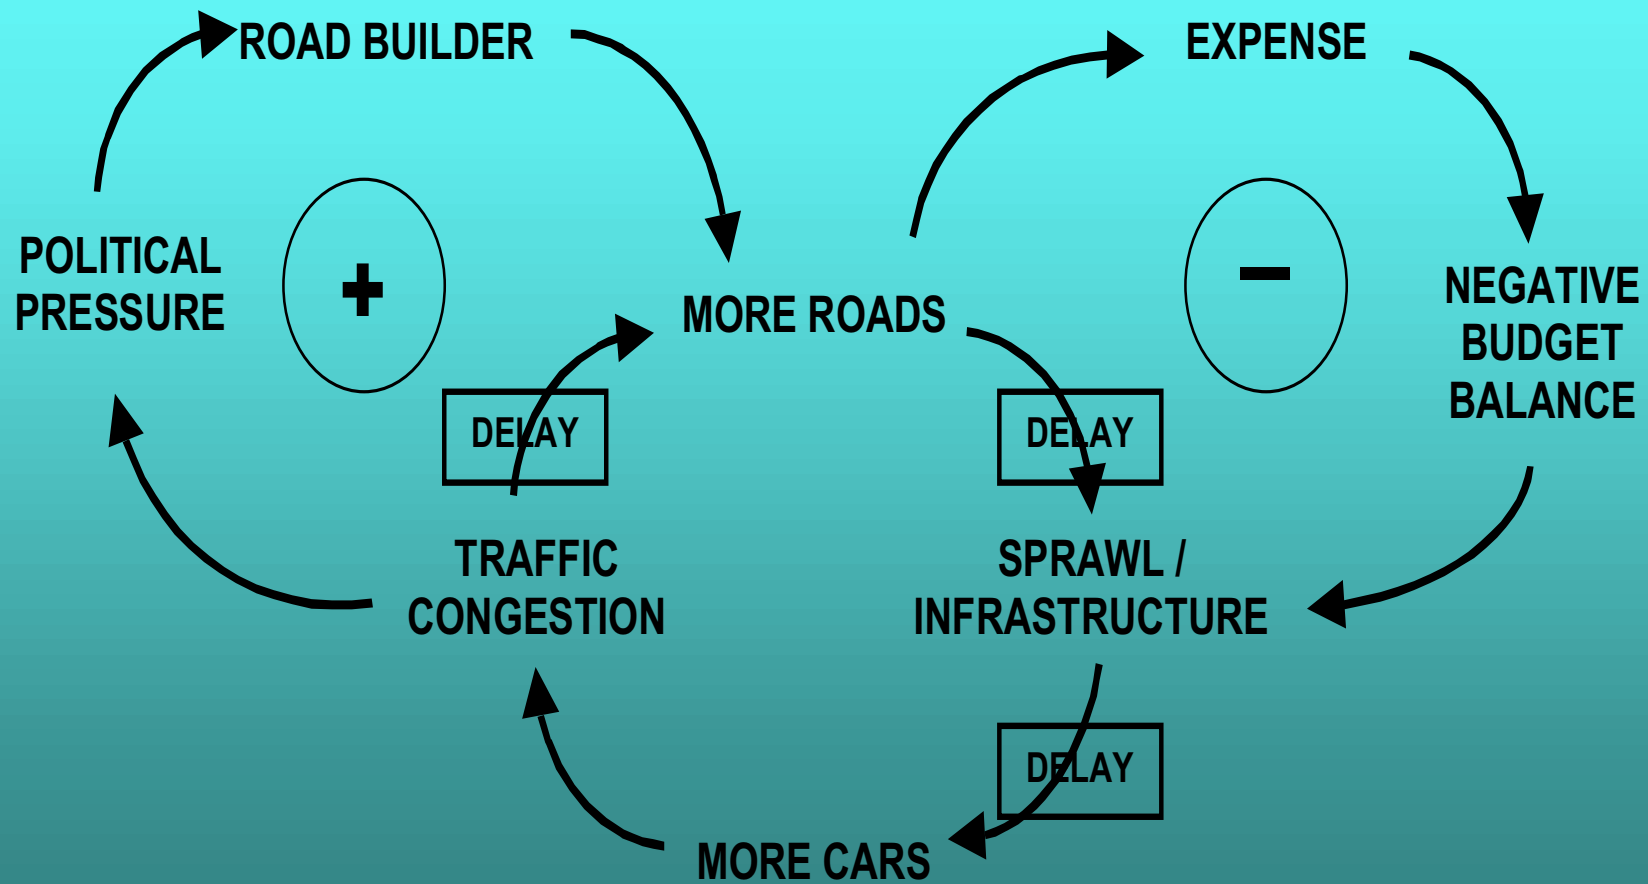 ROAD BUILDER
EXPENSE
POLITICAL
PRESSURE
+
MORE ROADS
−
NEGATIVE
BUDGET
BALANCE
DELAY
DELAY
TRAFFIC
CONGESTION
SPRAWL /
INFRASTRUCTURE
DELAY
MORE CARS